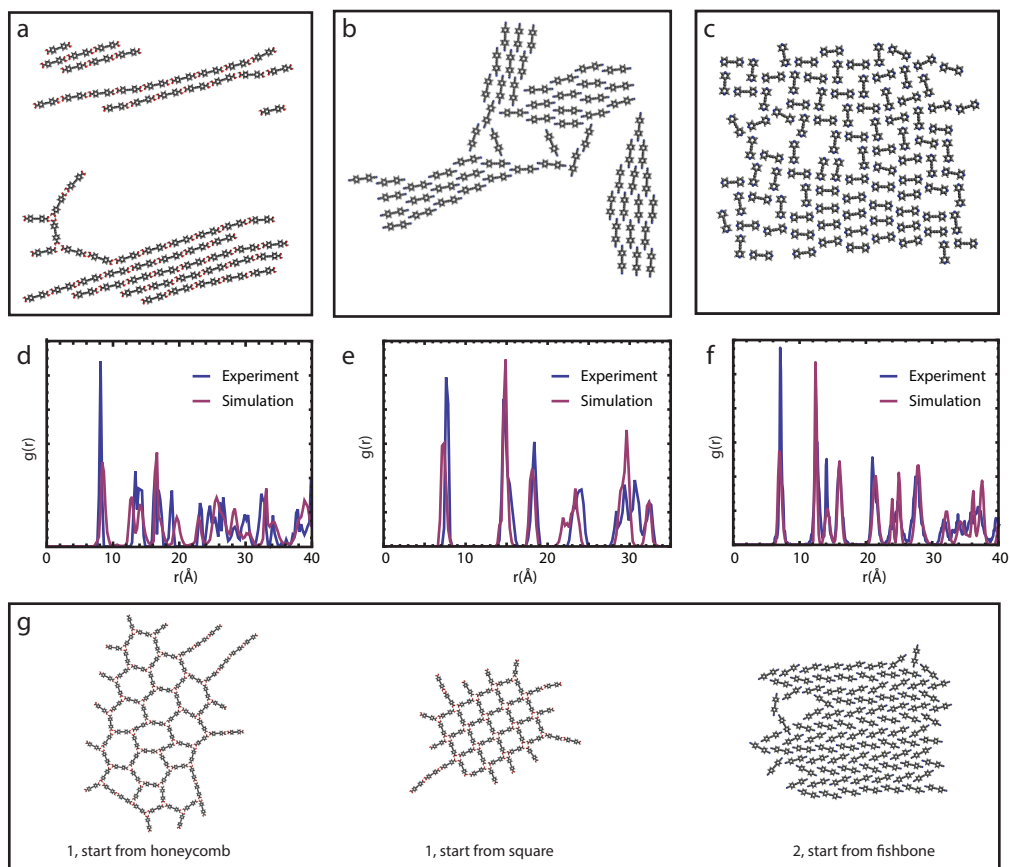 a
b
c
d
Experiment
Simulation
g(r)
0 10 20 30 40
r(Å)
e
Experiment
Simulation
g(r)
0 10 20 30
r(Å)
f
Experiment
Simulation
g(r)
0 10 20 30 40
r(Å)
g
1, start from honeycomb
1, start from square
2, start from fishbone